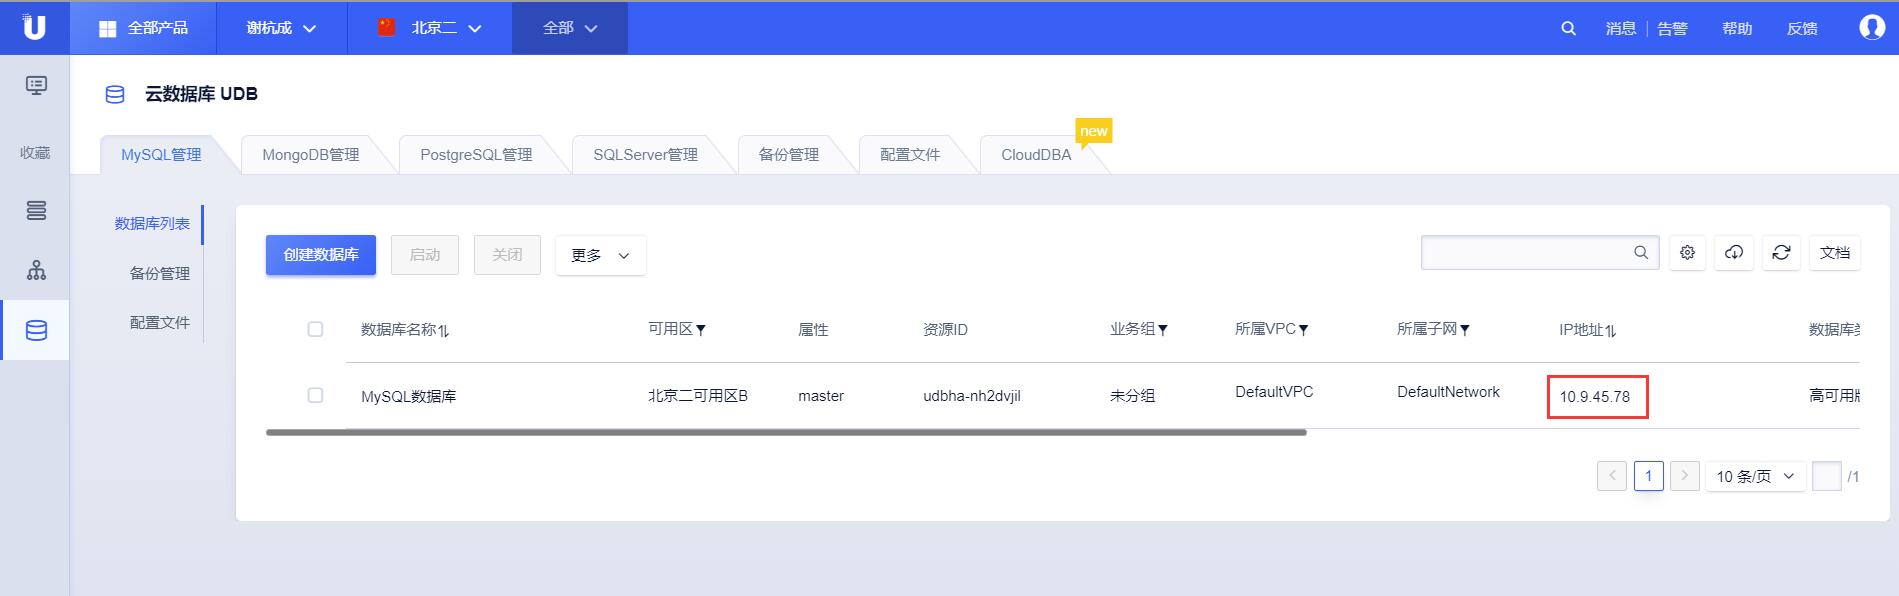 全部产品 谢杭成 北京二 全部 消息 告警 帮助 反馈
云数据库 UDB
new
MySQL管理 MongoDB管理 PostgreSQL管理 SQLServer管理 备份管理 配置文件 CloudDBA
收藏
数据库列表
备份管理
配置文件
创建数据库 启动 关闭 更多 文档
数据库名称 可用区 属性 资源ID 业务组 所属VPC 所属子网 IP地址 数据库
MySQL数据库 北京二可用区B master udbha-nh2dvjil 未分组 DefaultVPC DefaultNetwork 10.9.45.78 高可用
1 10 条/页 /1